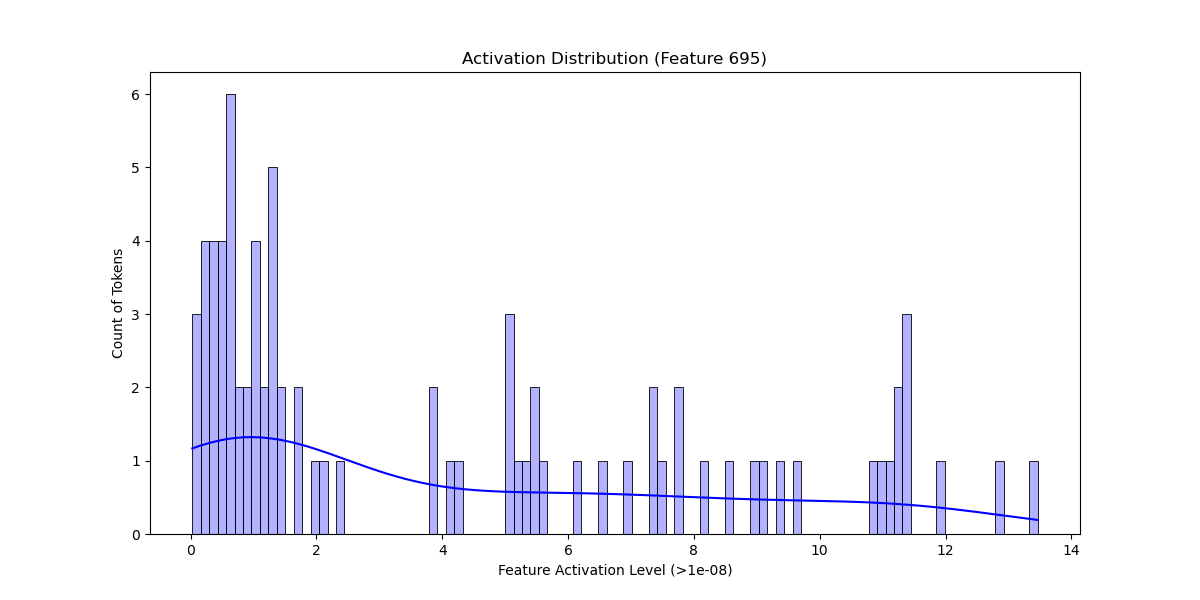 Activation Distribution (Feature 695)
6
5
4
3
2
1
0
Count of Tokens
0 2 4 6 8 10 12 14
Feature Activation Level (>1e-08)